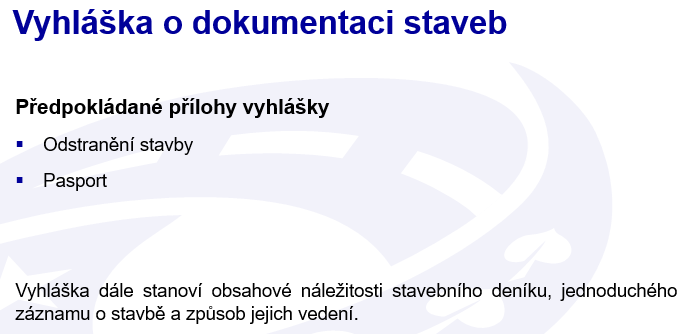 Vyhláška o dokumentaci staveb
Předpokládané přílohy vyhlášky
▪ Odstranění stavby
▪ Pasport
Vyhláška dále stanoví obsahové náležitosti stavebního deníku, jednoduchého
záznamu o stavbě a způsob jejich vedení.